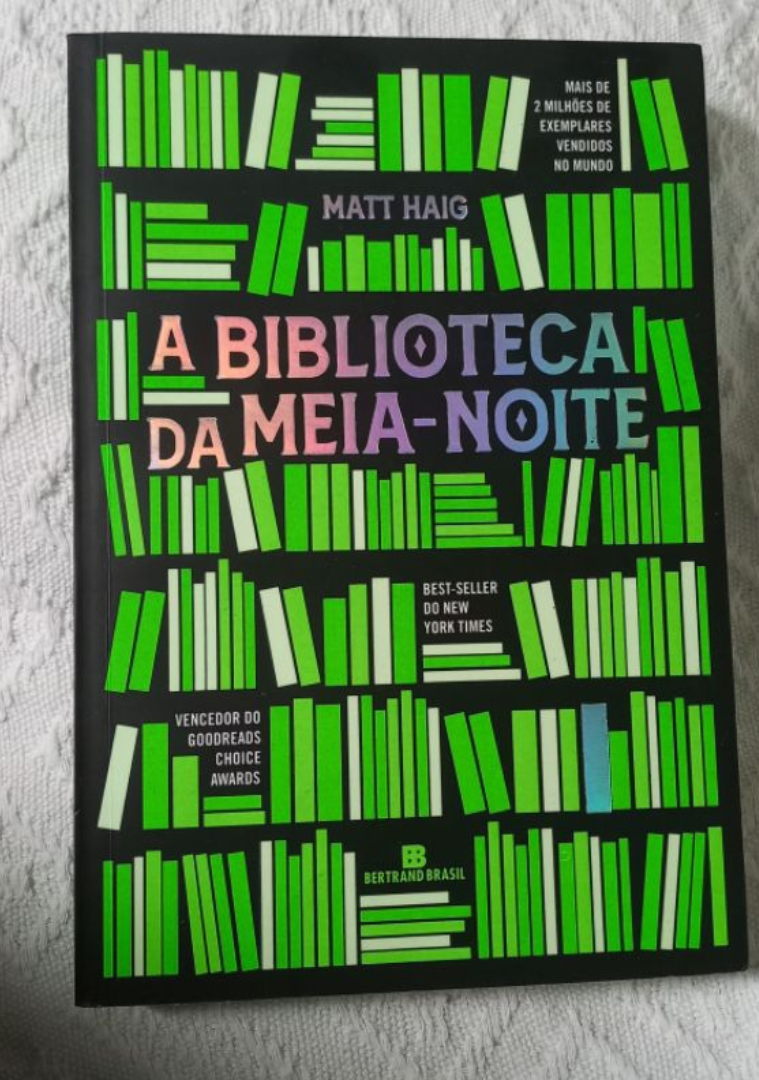 MAIS DE
2 MILHÕES DE
EXEMPLARES
VENDIDOS
NO MUNDO
MATT HAIG
A BIBLIOTECA
DA MEIA-NOITE
BEST-SELLER
DO NEW
YORK TIMES
VENCEDOR DO
GOODREADS
CHOICE
AWARDS
BB
BERTRAND BRASIL